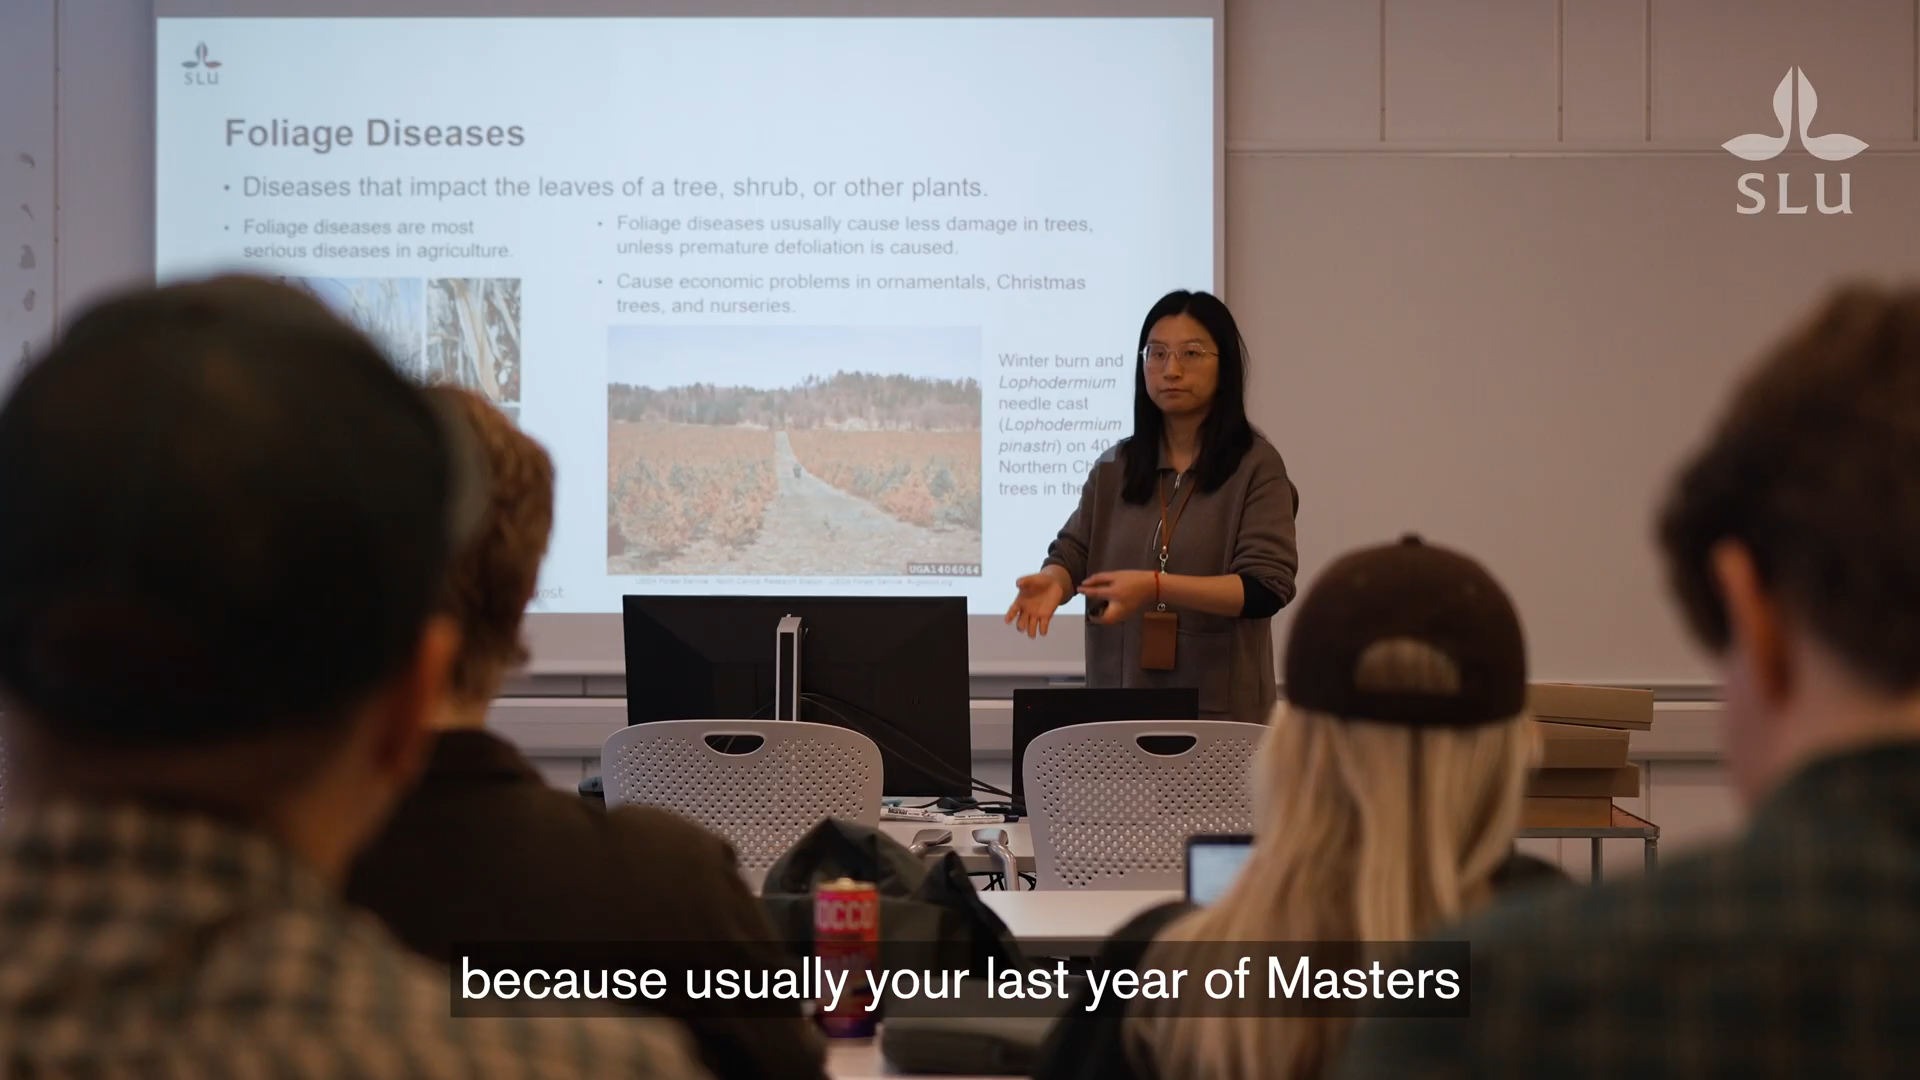 SLU
Foliage Diseases
• Diseases that impact the leaves of a tree, shrub, or other plants.
• Foliage diseases are most
serious diseases in agriculture.
• Foliage diseases ususally cause less damage in trees,
unless premature defoliation is caused.
• Cause economic problems in ornamentals, Christmas
trees, and nurseries.
Winter burn and
Lophodermium
needle cast
(Lophodermium
pinastri) on 40
Northern
trees in the
UGA1406064
SLU
OCCO
because usually your last year of Masters